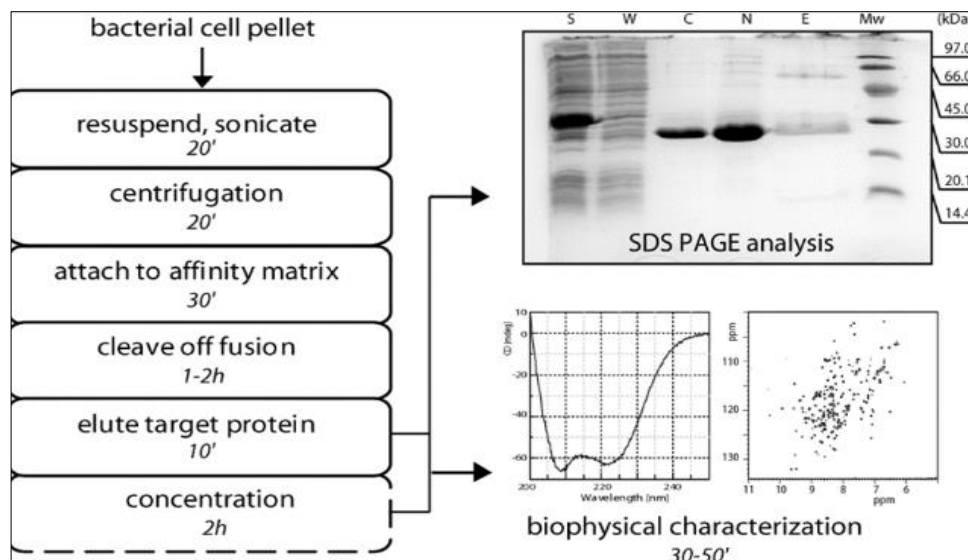 bacterial cell pellet
resuspend, sonicate
20'
centrifugation
20'
attach to affinity matrix
30'
cleave off fusion
1-2h
elute target protein
10'
concentration
2h
S W C N E Mw (kDa
97.0
66.0
45.0
30.0
20.1
14.4
SDS PAGE analysis
10
0
-20
-40
-60
CD [mdeg]
200 220 240
Wavelength [nm]
ppm
110
120
130
11 10 9 8 7 6 5
ppm
biophysical characterization
30-50'